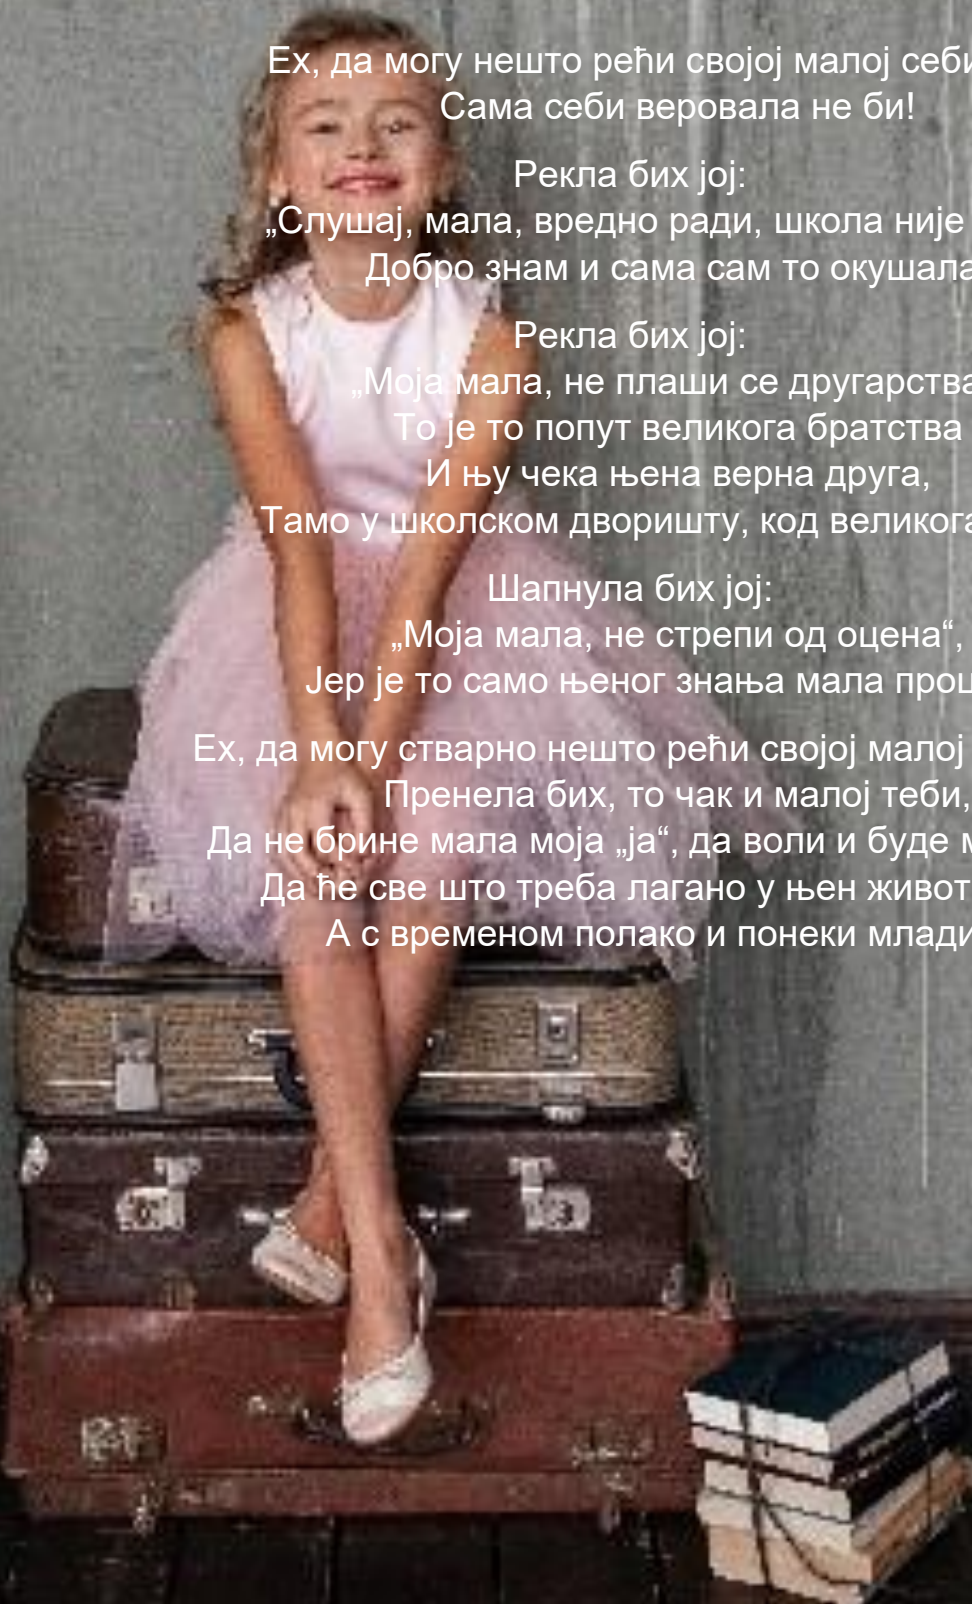 Ех, да могу нешто рећи својој малој себи
Сама себи веровала не би!
Рекла бих јој:
„Слушај, мала, вредно ради, школа није
Добро знам и сама сам то окушала
Рекла бих јој:
„Моја мала, не плаши се другарства
То је то попут великога братства
И њу чека њена верна друга,
Тамо у школском дворишту, код великога
Шапнула бих јој:
„Моја мала, не стрепи од оцена“,
Јер је то само њеног знања мала
Ех, да могу стварно нешто рећи својој малој
Пренела бих, то чак и малој теби,
Да не брине мала моја „ја“, да воли и буде
Да ће све што треба лагано у њен живот
А с временом полако и понеки